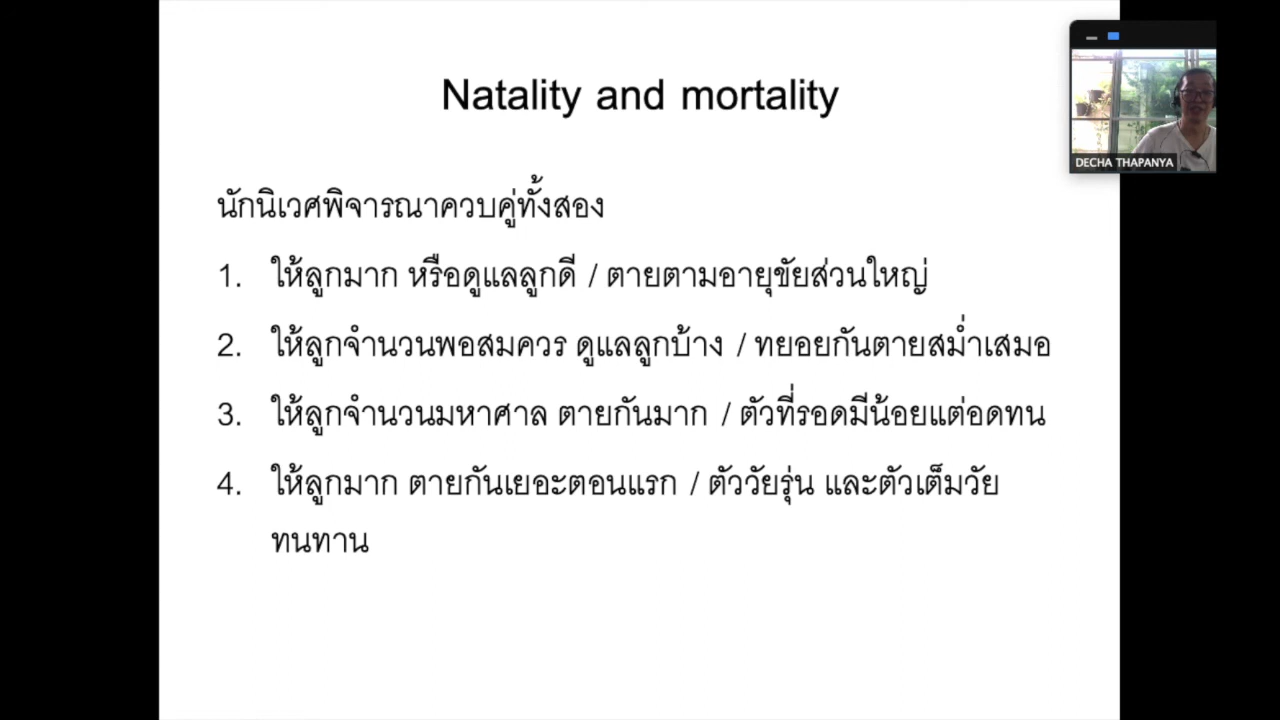 Natality and mortality
DECHA THAPANYA
นักนิเวศพิจารณาควบคู่ทั้งสอง
1. ให้ลูกมาก หรือดูแลลูกดี / ตายตามอายุขัยส่วนใหญ่
2. ให้ลูกจำนวนพอสมควร ดูแลลูกบ้าง / ทยอยกันตายสม่ำเสมอ
3. ให้ลูกจำนวนมหาศาล ตายกันมาก / ตัวที่รอดมีน้อยแต่อดทน
4. ให้ลูกมาก ตายกันเยอะตอนแรก / ตัววัยรุ่น และตัวเต็มวัย
ทนทาน